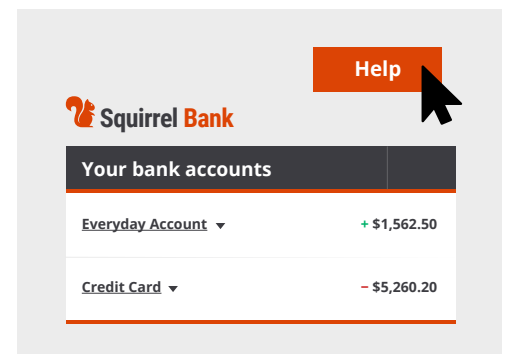 Help
Squirrel Bank
Your bank accounts
Everyday Account + $1,562.50
Credit Card − $5,260.20